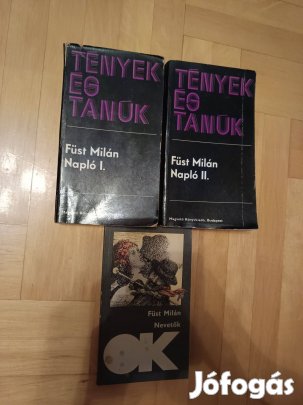 TÉNYEK
ÉS
TANÚK
Füst Milán
Napló I.
TÉNYEK
ÉS
TANÚK
Füst Milán
Napló II.
Magvető Könyvkiadó, Budapest
Füst Milán
Nevetők
OK
Jófogás